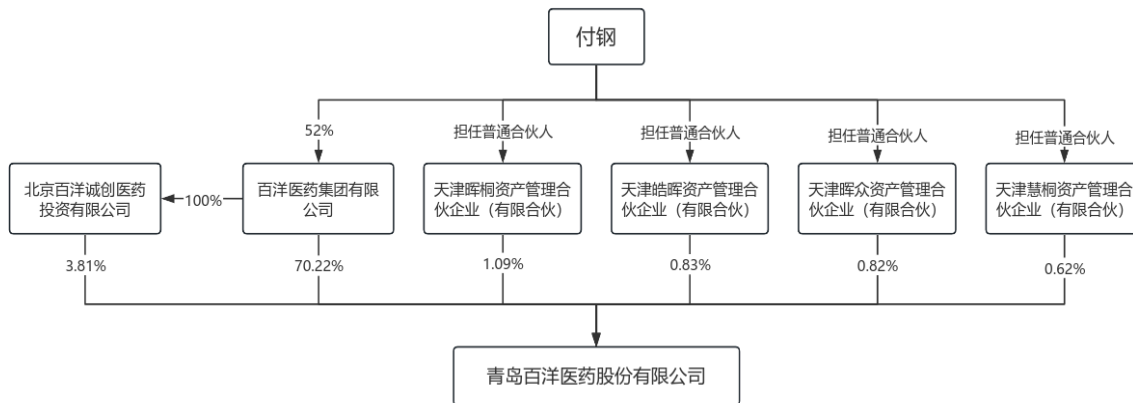 付钢
52%
担任普通合伙人
担任普通合伙人
担任普通合伙人
担任普通合伙人
北京百洋诚创医药
投资有限公司
100%
百洋医药集团有限
公司
天津晖桐资产管理合
伙企业（有限合伙）
天津皓晖资产管理合
伙企业（有限合伙）
天津晖众资产管理合
伙企业（有限合伙）
天津慧桐资产管理合
伙企业（有限合伙）
3.81%
70.22%
1.09%
0.83%
0.82%
0.62%
青岛百洋医药股份有限公司